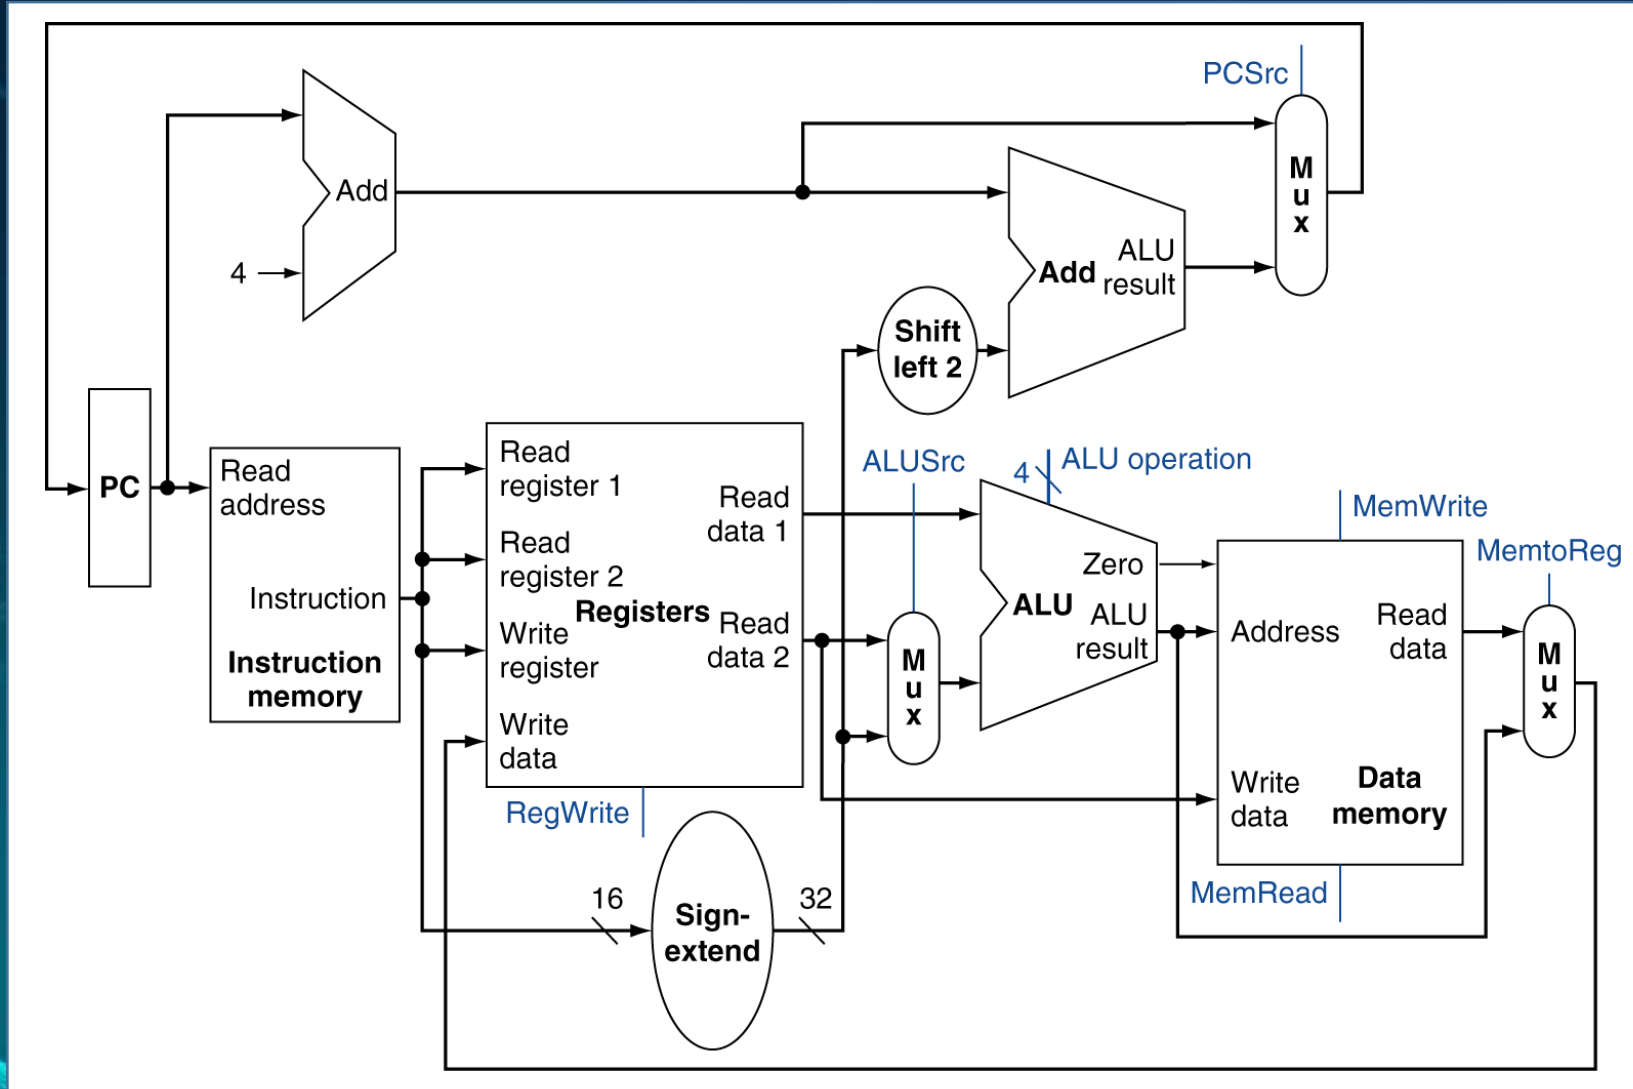 PCSrc
M
u
x
Add
ALU
result
Add
4
Shift
left 2
PC
Read
address
Instruction
Instruction
memory
Read
register 1
Read
register 2
Write
register
Write
data
Registers
Read
data 1
Read
data 2
RegWrite
ALUSrc
M
u
x
4
ALU operation
Zero
ALU
ALU
result
MemWrite
Address
Read
data
Write
data
Data
memory
MemRead
MemtoReg
M
u
x
16
Sign-
extend
32